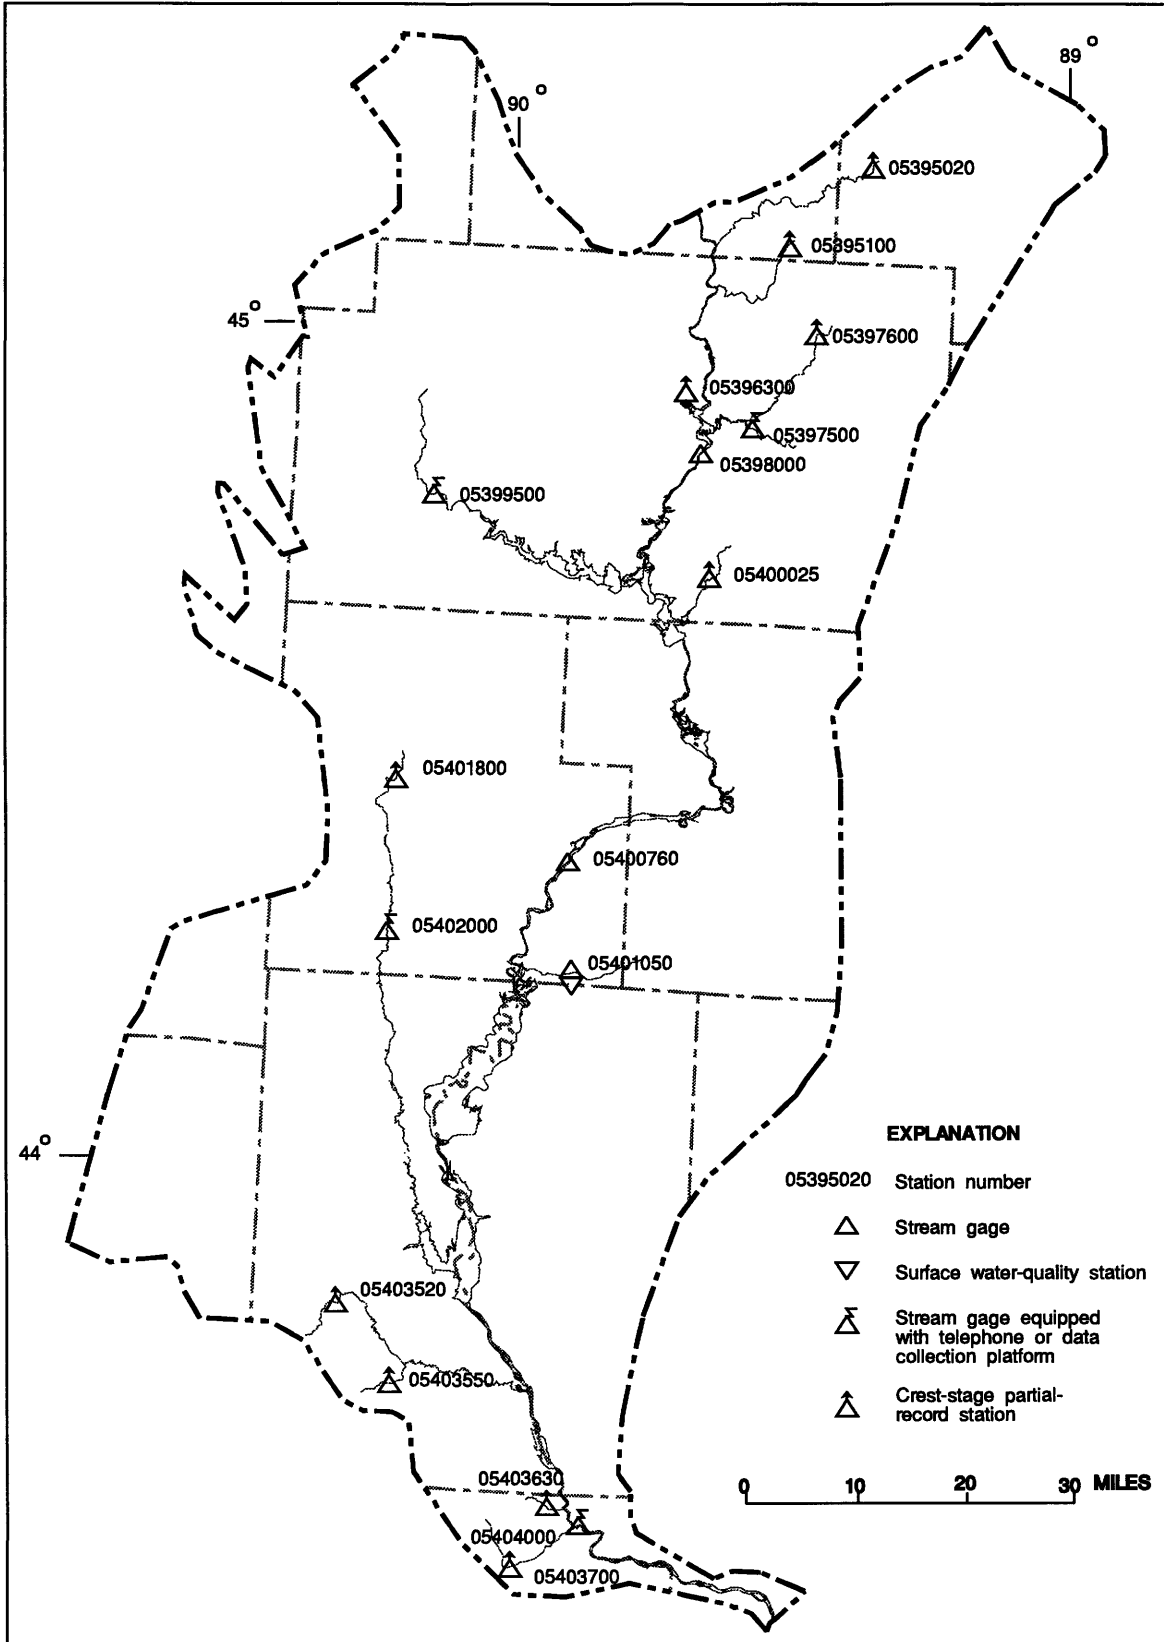 89°
90°
05395020
05395100
45°
05397600
05396300
05397500
05398000
05399500
05400025
05401800
05400760
05402000
05401050
44°
EXPLANATION
05395020 Station number
Stream gage
Surface water-quality station
Stream gage equipped
with telephone or data
collection platform
Crest-stage partial-
record station
05403520
05403550
05403630
0 10 20 30 MILES
05404000
05403700